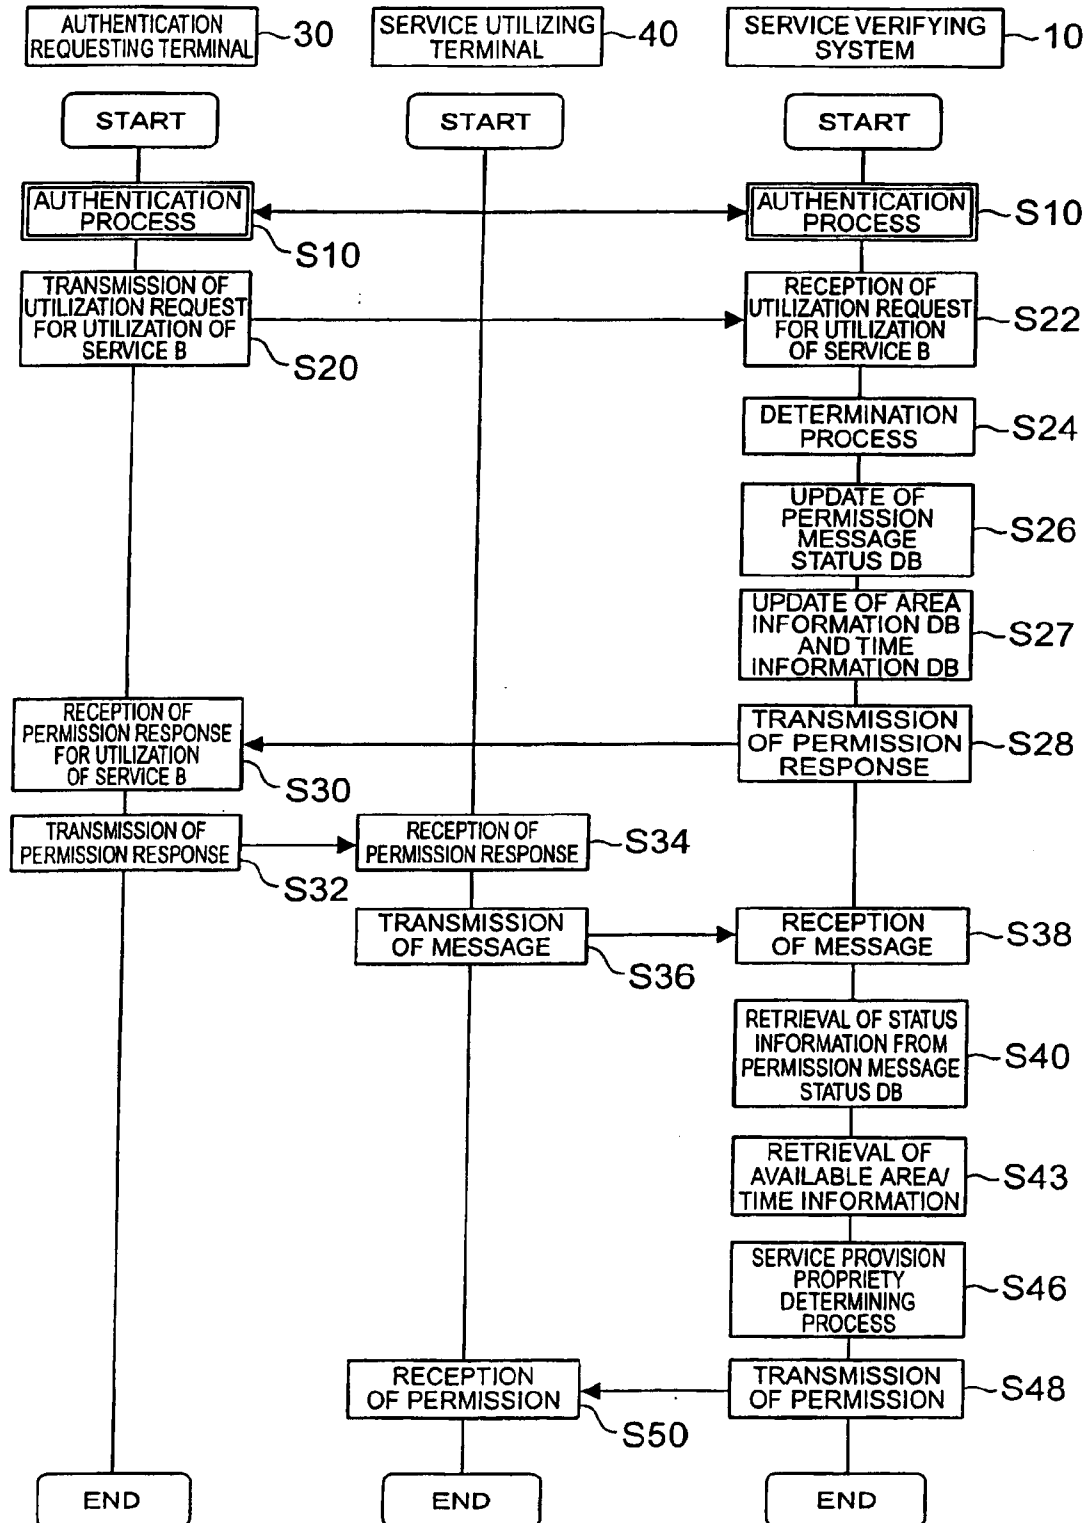 AUTHENTICATION
REQUESTING TERMINAL
30
SERVICE UTILIZING
TERMINAL
40
SERVICE VERIFYING
SYSTEM
10
START
START
START
AUTHENTICATION
PROCESS
S10
AUTHENTICATION
PROCESS
S10
TRANSMISSION OF
UTILIZATION REQUEST
FOR UTILIZATION OF
SERVICE B
S20
RECEPTION OF
UTILIZATION REQUEST
FOR UTILIZATION
OF SERVICE B
S22
DETERMINATION
PROCESS
S24
UPDATE OF
PERMISSION
MESSAGE
STATUS DB
S26
UPDATE OF AREA
INFORMATION DB
AND TIME
INFORMATION DB
S27
RECEPTION OF
PERMISSION RESPONSE
FOR UTILIZATION
OF SERVICE B
S30
TRANSMISSION
OF PERMISSION
RESPONSE
S28
TRANSMISSION OF
PERMISSION RESPONSE
S32
RECEPTION OF
PERMISSION RESPONSE
S34
TRANSMISSION
OF MESSAGE
S36
RECEPTION
OF MESSAGE
S38
RETRIEVAL OF STATUS
INFORMATION FROM
PERMISSION MESSAGE
STATUS DB
S40
RETRIEVAL OF
AVAILABLE AREA/
TIME INFORMATION
S43
SERVICE PROVISION
PROPRIETY
DETERMINING
PROCESS
S46
RECEPTION
OF PERMISSION
S50
TRANSMISSION
OF PERMISSION
S48
END
END
END